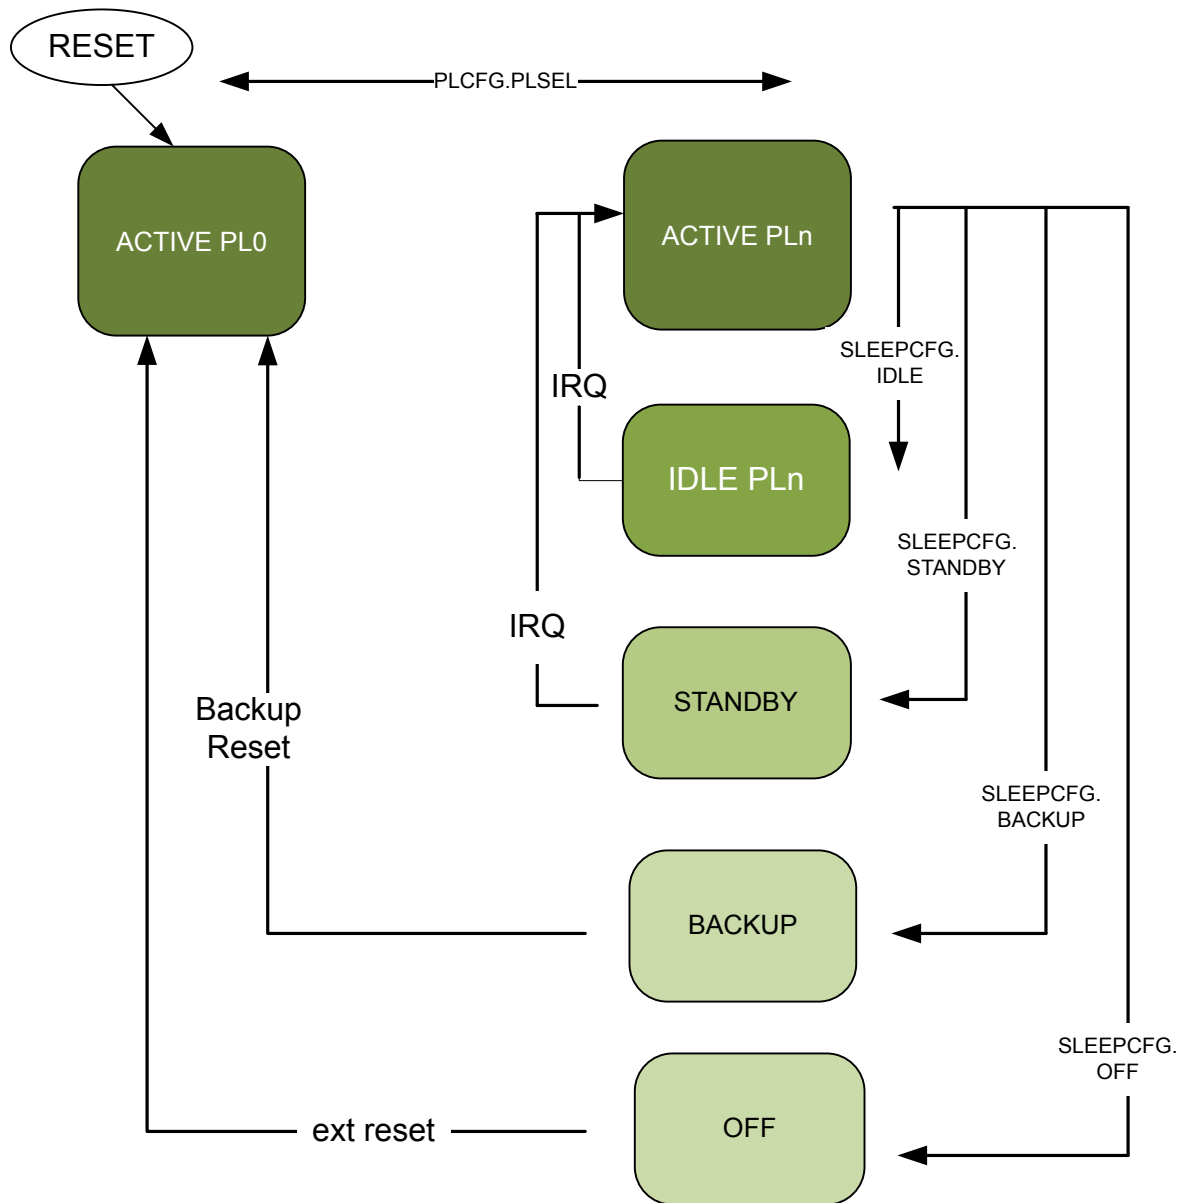 RESET
PLCFG.PLSEL
ACTIVE PL0
ACTIVE PLn
SLEEPCFG.
IDLE
IRQ
IDLE PLn
SLEEPCFG.
STANDBY
IRQ
STANDBY
Backup
Reset
SLEEPCFG.
BACKUP
BACKUP
SLEEPCFG.
OFF
ext reset
OFF